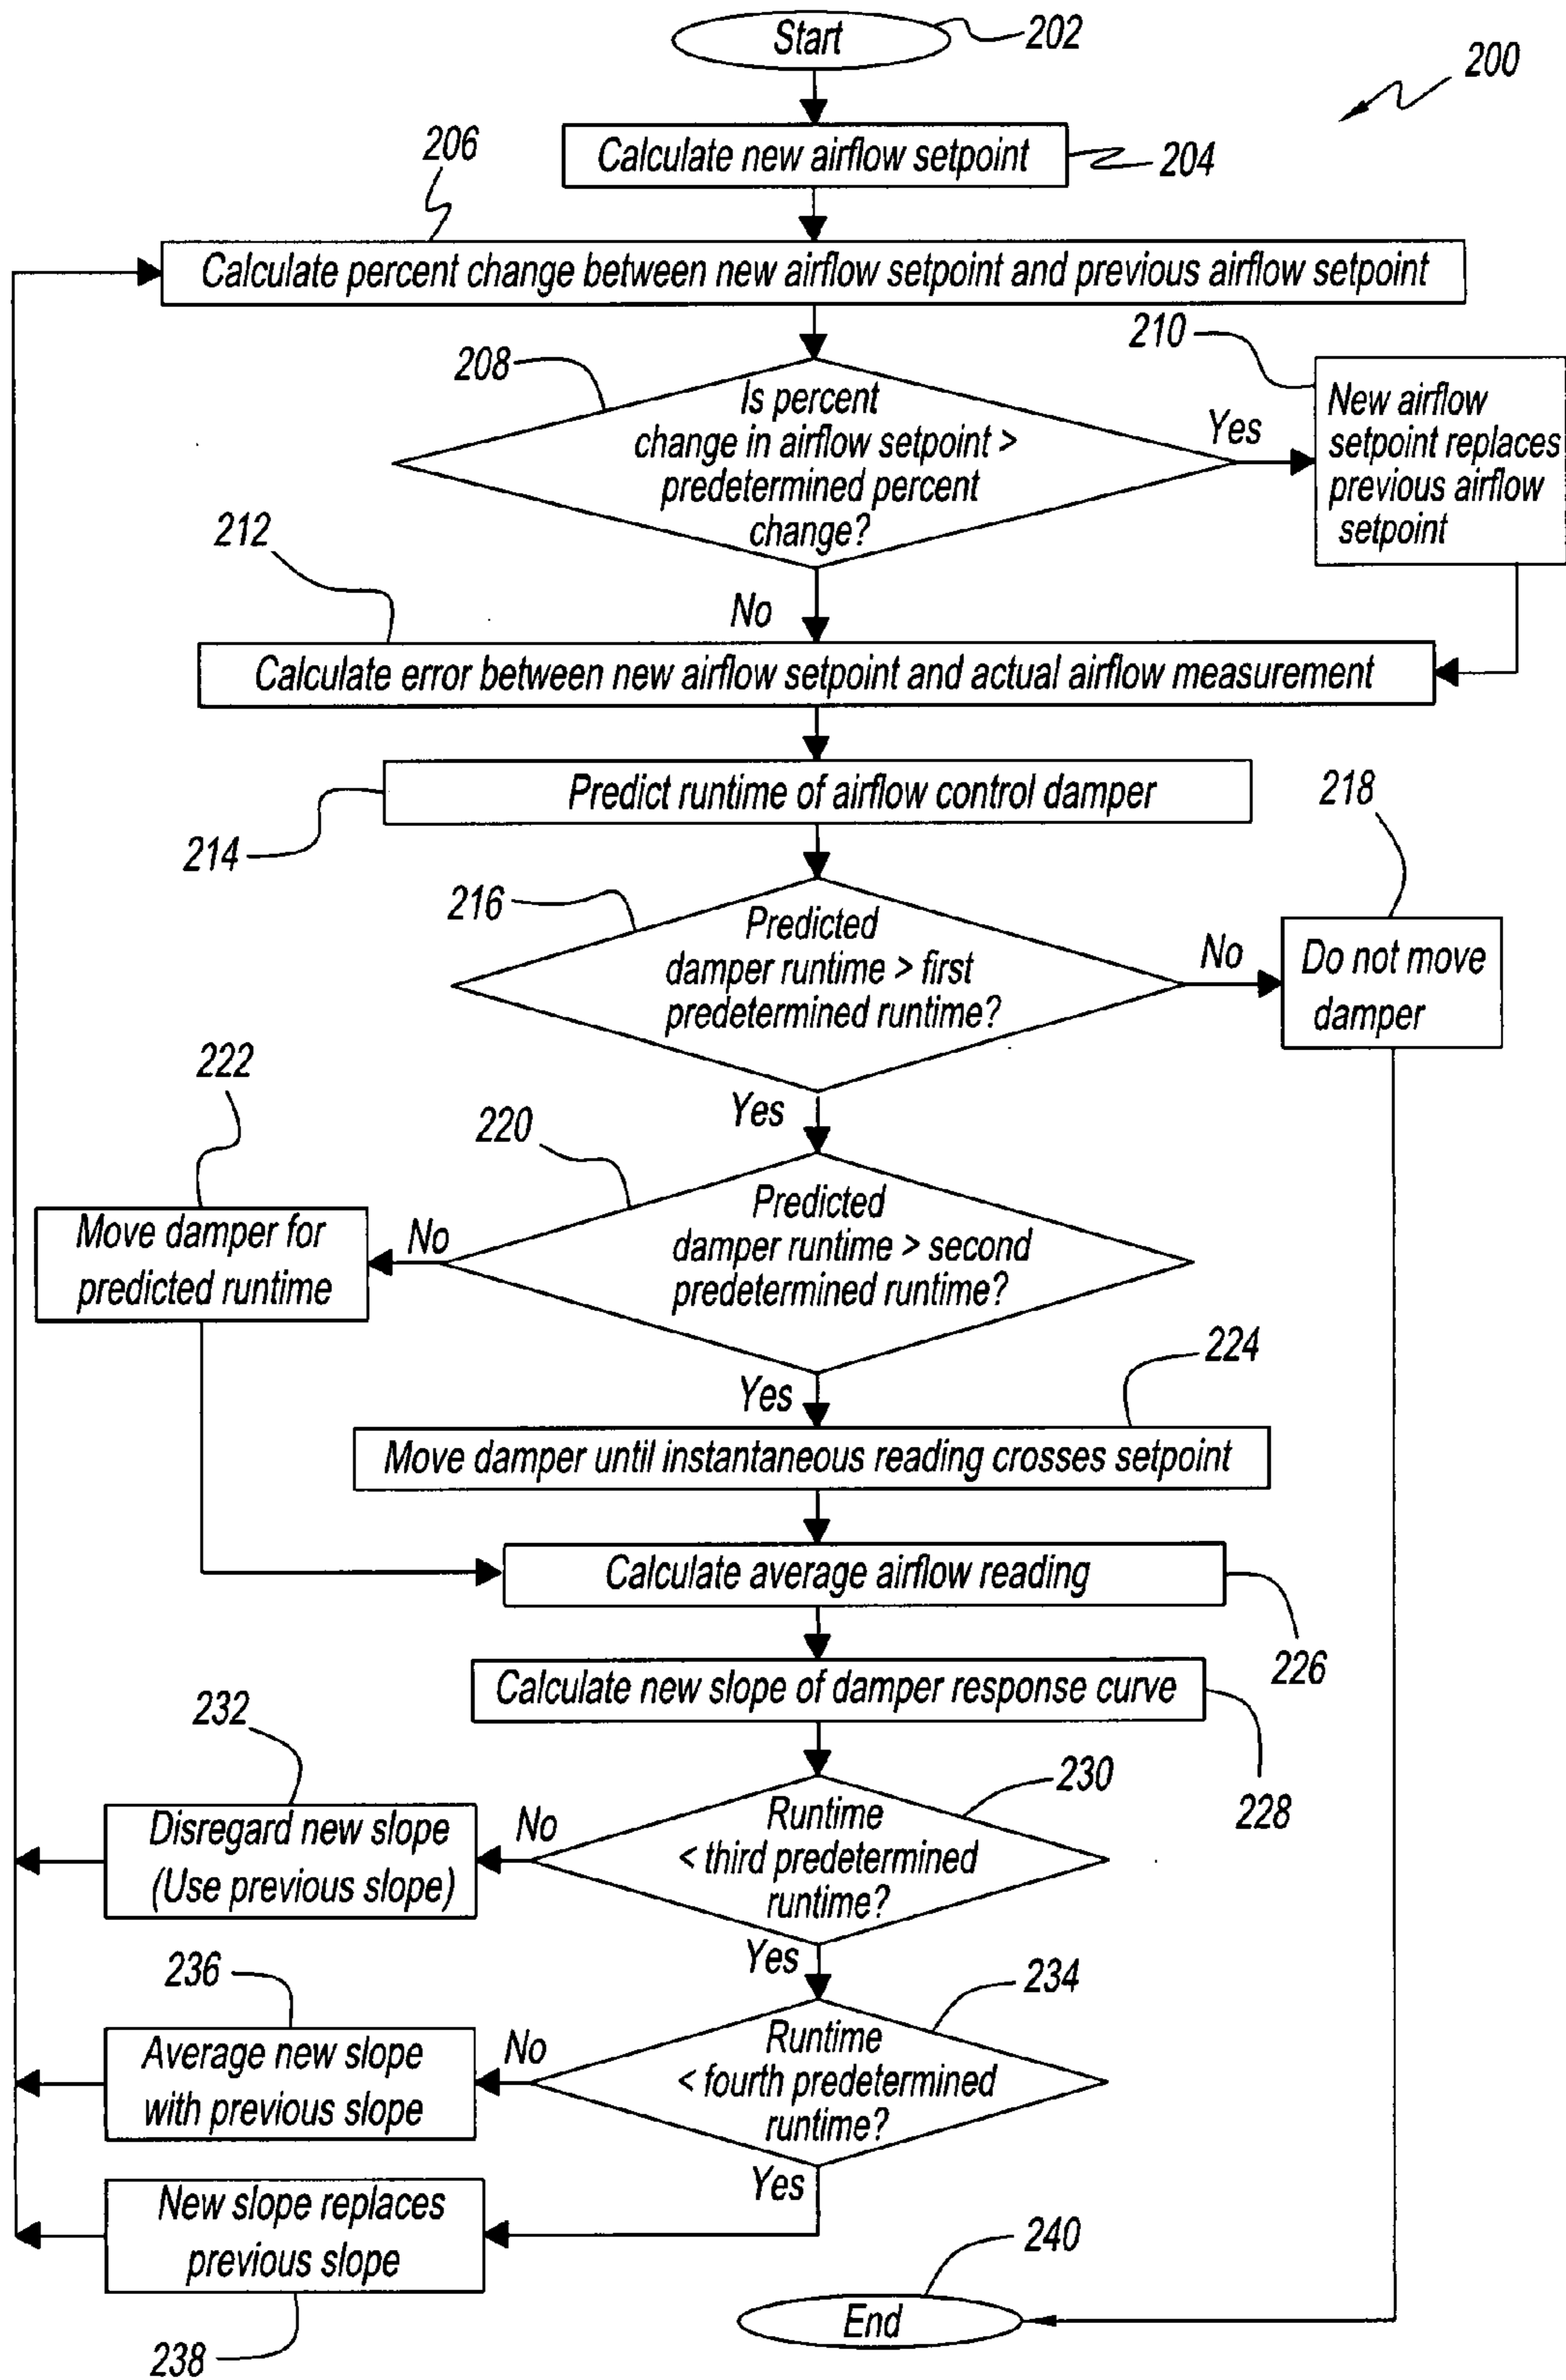 Start
202
200
Calculate new airflow setpoint
204
206
Calculate percent change between new airflow setpoint and previous airflow setpoint
210
208
Is percent
change in airflow setpoint >
predetermined percent
change?
Yes
New airflow
setpoint replaces
previous airflow
setpoint
212
No
Calculate error between new airflow setpoint and actual airflow measurement
Predict runtime of airflow control damper
214
218
216
Predicted
damper runtime > first
predetermined runtime?
No
Do not move
damper
222
Yes
220
Move damper for
predicted runtime
No
Predicted
damper runtime > second
predetermined runtime?
224
Yes
Move damper until instantaneous reading crosses setpoint
Calculate average airflow reading
226
Calculate new slope of damper response curve
228
232
230
Disregard new slope
(Use previous slope)
No
Runtime
< third predetermined
runtime?
Yes
236
234
Average new slope
with previous slope
No
Runtime
< fourth predetermined
runtime?
Yes
New slope replaces
previous slope
238
240
End